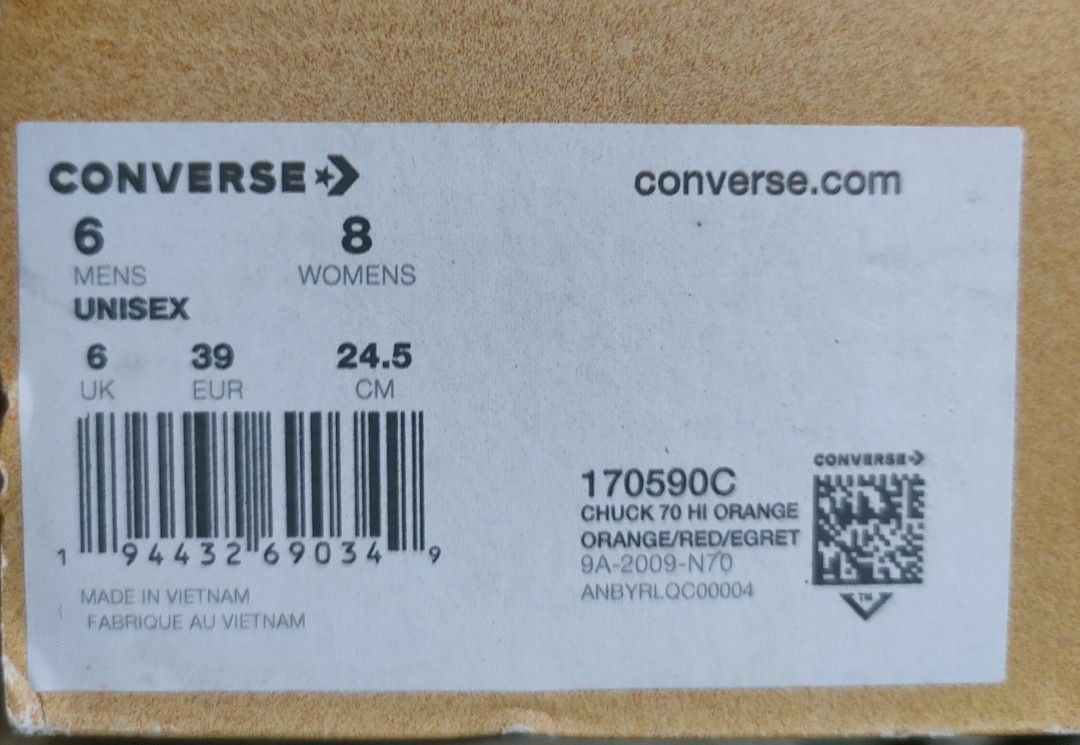 CONVERSE
converse.com
6 8
MENS WOMENS
UNISEX
6 39 24.5
UK EUR CM
1 94432 69034 9
MADE IN VIETNAM
FABRIQUE AU VIETNAM
170590C
CHUCK 70 HI ORANGE
ORANGE/RED/EGRET
9A-2009-N70
ANBYRLQC00004
CONVERSE
TM